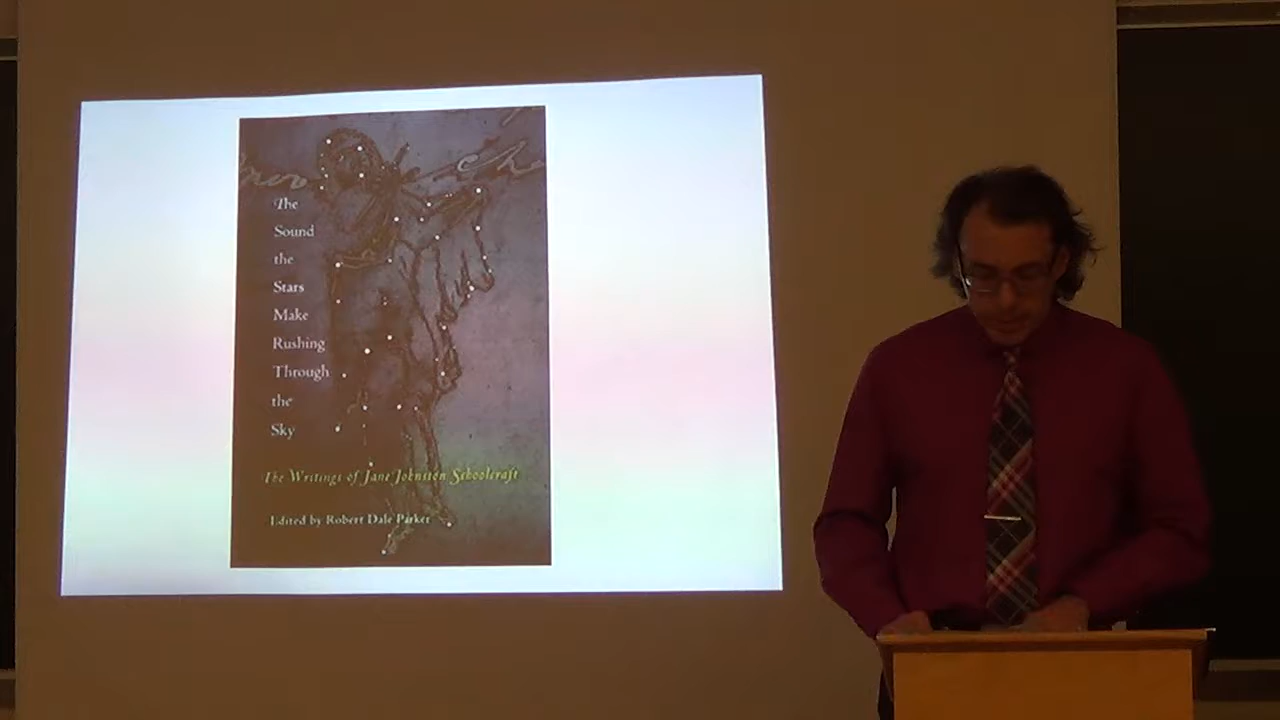 The
Sound
the
Stars
Make
Rushing
Through
the
Sky
The Writings of Jane Johnston Schoolcraft
Edited by Robert Dale Parker